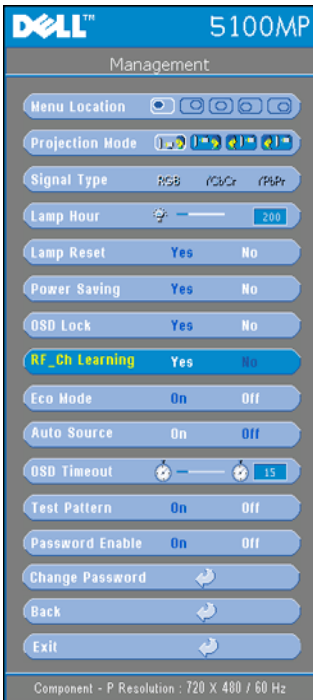 DELL™ 5100MP
Management
Menu Location
Projection Mode
Signal Type RGB YCbCr YPbPr
Lamp Hour 200
Lamp Reset Yes No
Power Saving Yes No
OSD Lock Yes No
RF_Ch Learning Yes No
Eco Mode On Off
Auto Source On Off
OSD Timeout 15
Test Pattern On Off
Password Enable On Off
Change Password
Back
Exit
Component - P Resolution : 720 X 480 / 60 Hz